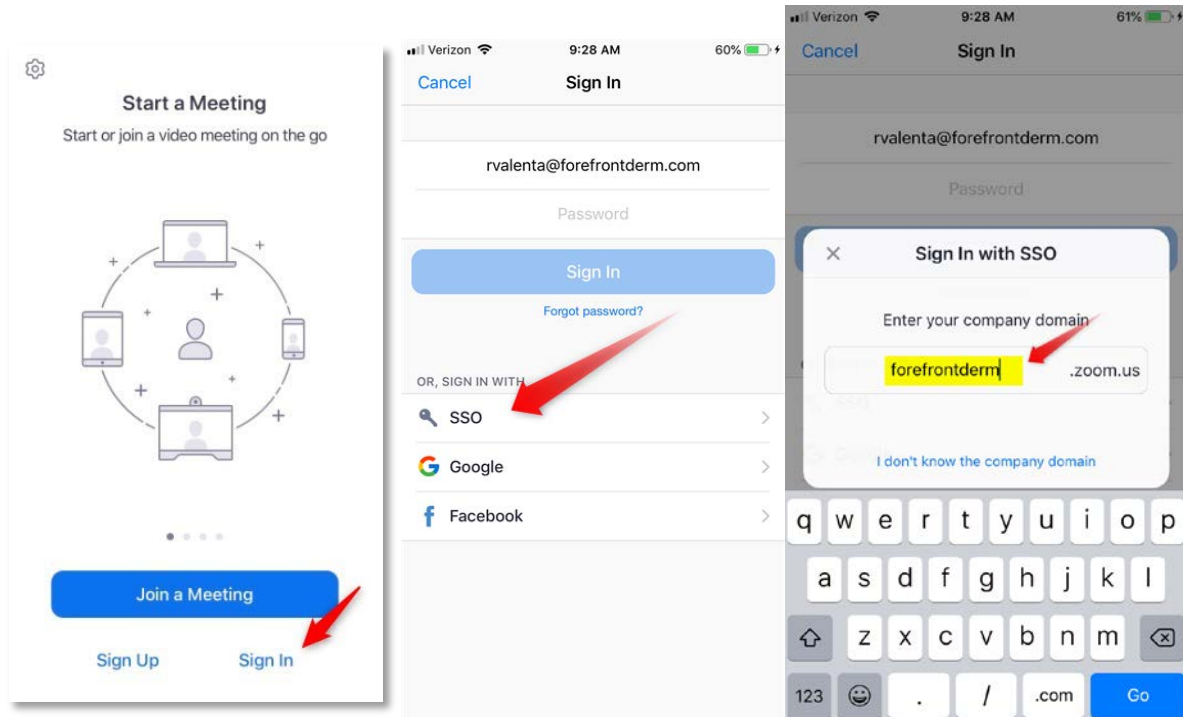 Start a Meeting
Start or join a video meeting on the go
Join a Meeting
Sign Up
Sign In
Verizon
9:28 AM
60%
Cancel
Sign In
rvalenta@forefrontderm.com
Password
Sign In
Forgot password?
OR, SIGN IN WITH
SSO
Google
Facebook
Verizon
9:28 AM
61%
Cancel
Sign In
rvalenta@forefrontderm.com
Password
Sign In with SSO
Enter your company domain
forefrontderm .zoom.us
I don't know the company domain
q w e r t y u i o p
a s d f g h j k l
z x c v b n m
123 . / .com Go